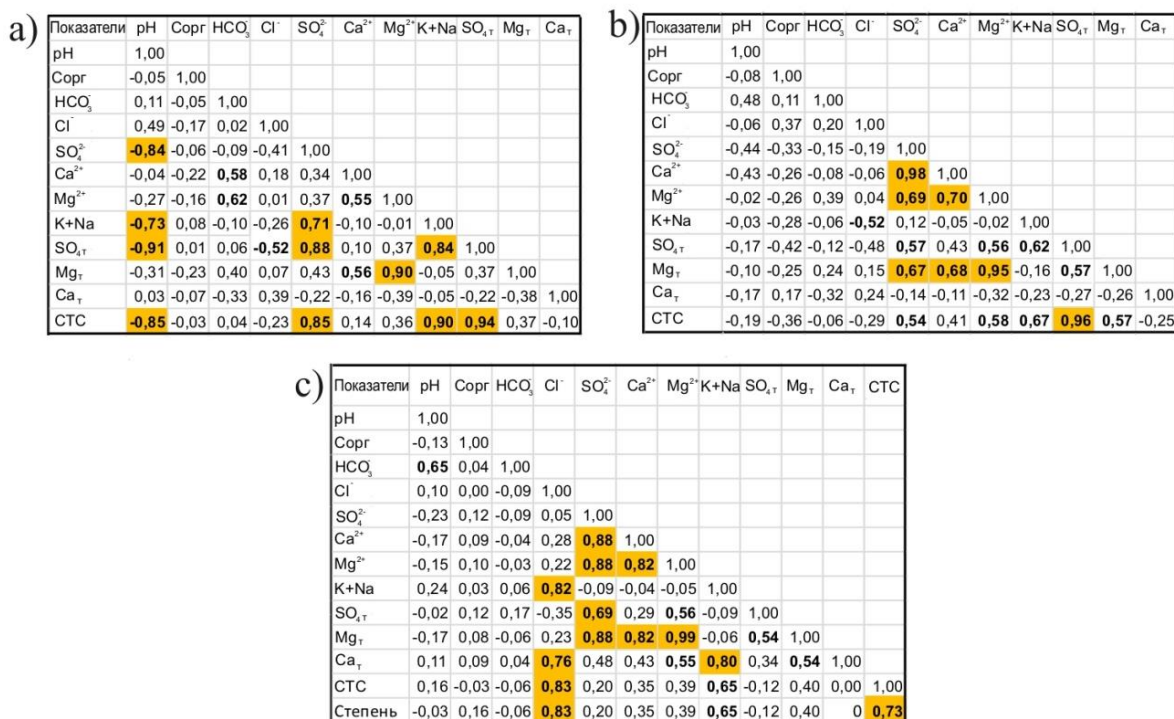 a)
Показатели pH Сорг HCO₃⁻ Cl⁻ SO₄²⁻ Ca²⁺ Mg²⁺ K+Na SO₄т Mgт Caт
pH 1,00
Сорг -0,05 1,00
HCO₃⁻ 0,11 -0,05 1,00
Cl⁻ 0,49 -0,17 0,02 1,00
SO₄²⁻ -0,84 -0,06 -0,09 -0,41 1,00
Ca²⁺ -0,04 -0,22 0,58 0,18 0,34 1,00
Mg²⁺ -0,27 -0,16 0,62 0,01 0,37 0,55 1,00
K+Na -0,73 0,08 -0,10 -0,26 0,71 -0,10 -0,01 1,00
SO₄т -0,91 0,01 0,06 -0,52 0,88 0,10 0,37 0,84 1,00
Mgт -0,31 -0,23 0,40 0,07 0,43 0,56 0,90 -0,05 0,37 1,00
Caт 0,03 -0,07 -0,33 0,39 -0,22 -0,16 -0,39 -0,05 -0,22 -0,38 1,00
СТС -0,85 -0,03 0,04 -0,23 0,85 0,14 0,36 0,90 0,94 0,37 -0,10
b)
Показатели pH Сорг HCO₃⁻ Cl⁻ SO₄²⁻ Ca²⁺ Mg²⁺ K+Na SO₄т Mgт Caт
pH 1,00
Сорг -0,08 1,00
HCO₃⁻ 0,48 0,11 1,00
Cl⁻ -0,06 0,37 0,20 1,00
SO₄²⁻ -0,44 -0,33 -0,15 -0,19 1,00
Ca²⁺ -0,43 -0,26 -0,08 -0,06 0,98 1,00
Mg²⁺ -0,02 -0,26 0,39 0,04 0,69 0,70 1,00
K+Na -0,03 -0,28 -0,06 -0,52 0,12 -0,05 -0,02 1,00
SO₄т -0,17 -0,42 -0,12 -0,48 0,57 0,43 0,56 0,62 1,00
Mgт -0,10 -0,25 0,24 0,15 0,67 0,68 0,95 -0,16 0,57 1,00
Caт -0,17 0,17 -0,32 0,24 -0,14 -0,11 -0,32 -0,23 -0,27 -0,26 1,00
СТС -0,19 -0,36 -0,06 -0,29 0,54 0,41 0,58 0,67 0,96 0,57 -0,25
c)
Показатели pH Сорг HCO₃⁻ Cl⁻ SO₄²⁻ Ca²⁺ Mg²⁺ K+Na SO₄т Mgт Caт СТС
pH 1,00
Сорг -0,13 1,00
HCO₃⁻ 0,65 0,04 1,00
Cl⁻ 0,10 0,00 -0,09 1,00
SO₄²⁻ -0,23 0,12 -0,09 0,05 1,00
Ca²⁺ -0,17 0,09 -0,04 0,28 0,88 1,00
Mg²⁺ -0,15 0,10 -0,03 0,22 0,88 0,82 1,00
K+Na 0,24 0,03 0,06 0,82 -0,09 -0,04 -0,05 1,00
SO₄т -0,02 0,12 0,17 -0,35 0,69 0,29 0,56 -0,09 1,00
Mgт -0,17 0,08 -0,06 0,23 0,88 0,82 0,99 -0,06 0,54 1,00
Caт 0,11 0,09 0,04 0,76 0,48 0,43 0,55 0,80 0,34 0,54 1,00
СТС 0,16 -0,03 -0,06 0,83 0,20 0,35 0,39 0,65 -0,12 0,40 0,00 1,00
Степень -0,03 0,16 -0,06 0,83 0,20 0,35 0,39 0,65 -0,12 0,40 0 0,73